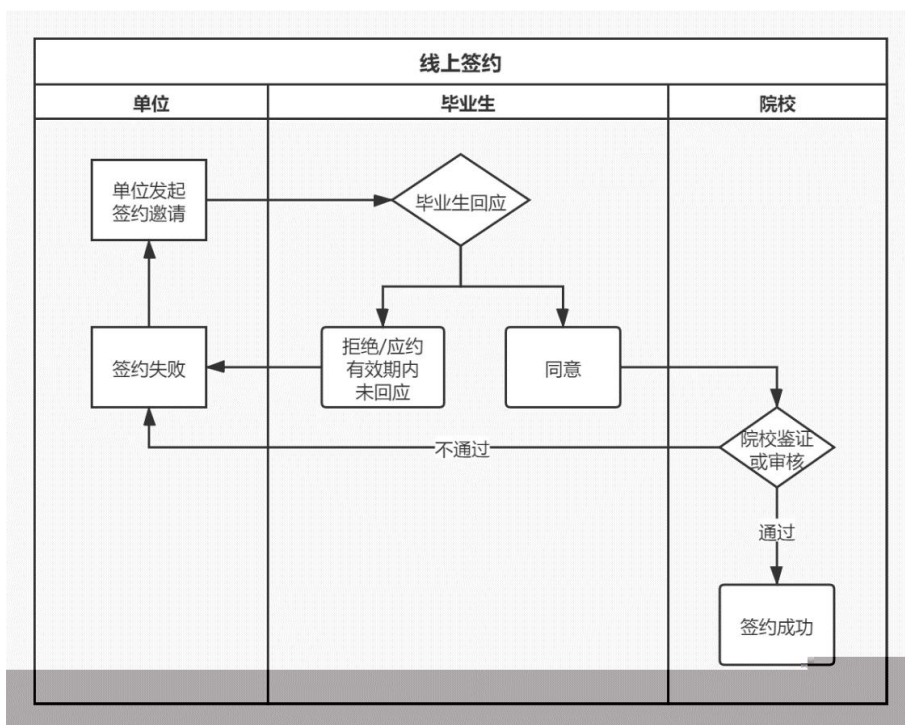 线上签约
单位
毕业生
院校
单位发起
签约邀请
毕业生回应
签约失败
拒绝/应约
有效期内
未回应
同意
院校鉴证
或审核
不通过
通过
签约成功